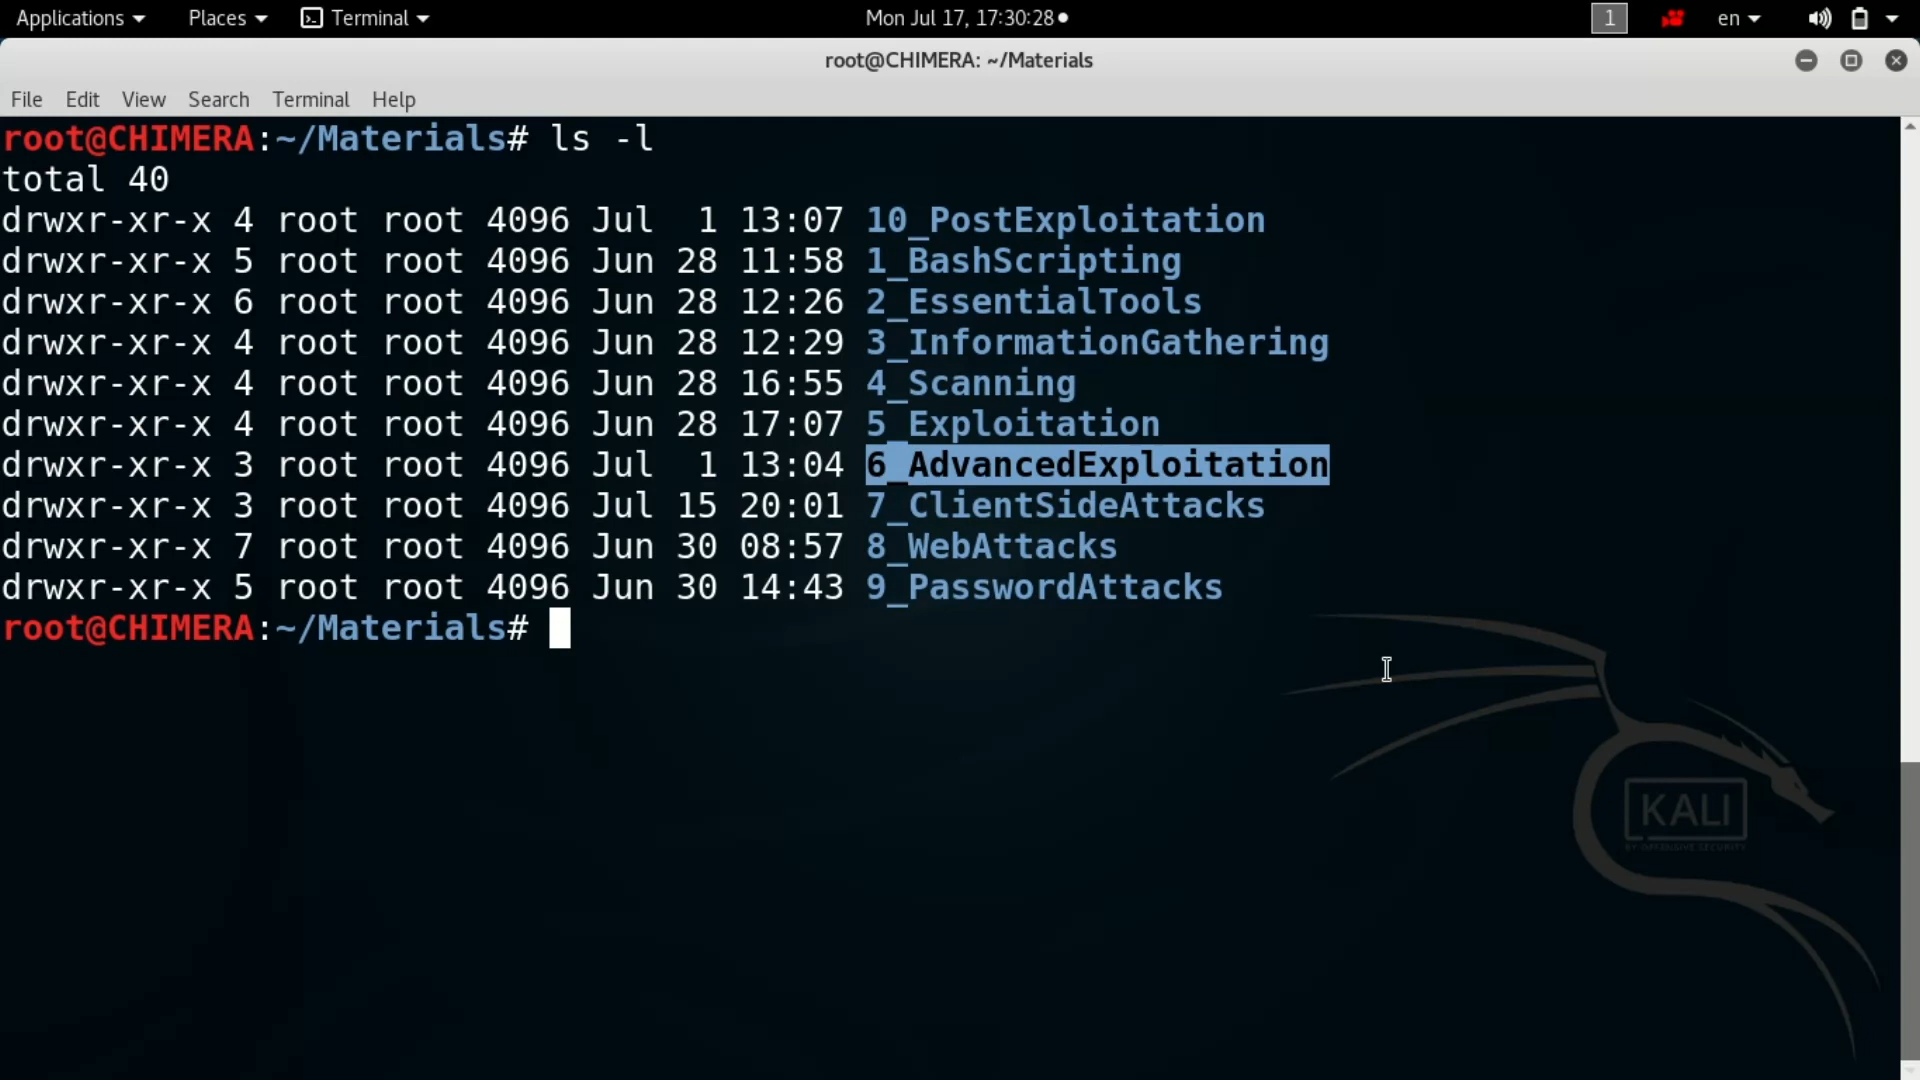 Applications Places Terminal Mon Jul 17, 17:30:28 1 en
root@CHIMERA: ~/Materials
File Edit View Search Terminal Help
root@CHIMERA:~/Materials# ls -l
total 40
drwxr-xr-x 4 root root 4096 Jul  1 13:07 10_PostExploitation
drwxr-xr-x 5 root root 4096 Jun 28 11:58 1_BashScripting
drwxr-xr-x 6 root root 4096 Jun 28 12:26 2_EssentialTools
drwxr-xr-x 4 root root 4096 Jun 28 12:29 3_InformationGathering
drwxr-xr-x 4 root root 4096 Jun 28 16:55 4_Scanning
drwxr-xr-x 4 root root 4096 Jun 28 17:07 5_Exploitation
drwxr-xr-x 3 root root 4096 Jul  1 13:04 6_AdvancedExploitation
drwxr-xr-x 3 root root 4096 Jul 15 20:01 7_ClientSideAttacks
drwxr-xr-x 7 root root 4096 Jun 30 08:57 8_WebAttacks
drwxr-xr-x 5 root root 4096 Jun 30 14:43 9_PasswordAttacks
root@CHIMERA:~/Materials#
KALI
BY OFFENSIVE SECURITY